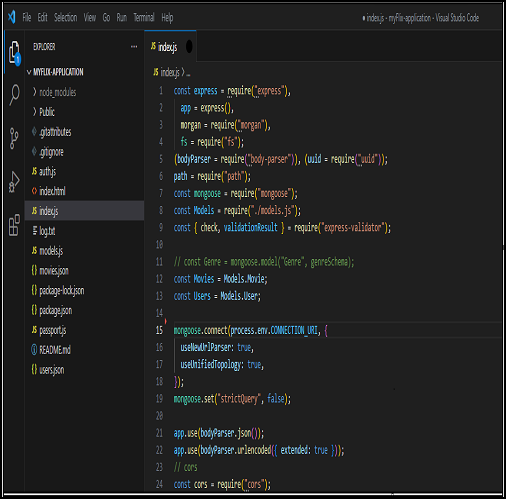 File Edit Selection View Go Run Terminal Help
● index.js - myFlix-application - Visual Studio Code
EXPLORER ···
MYFLIX-APPLICATION
node_modules
Public
.gitattributes
.gitignore
auth.js
index.html
index.js
log.txt
models.js
movies.json
package-lock.json
package.json
passport.js
README.md
users.json
1
JS index.js
JS index.js > ...
1 const express = require("express"),
2 app = express(),
3 morgan = require("morgan"),
4 fs = require("fs");
5 (bodyParser = require("body-parser")), (uuid = require("uuid"));
6 path = require("path");
7 const mongoose = require("mongoose");
8 const Models = require("./models.js");
9 const { check, validationResult } = require("express-validator");
10
11 // const Genre = mongoose.model("Genre", genreSchema);
12 const Movies = Models.Movie;
13 const Users = Models.User;
14
15 mongoose.connect(process.env.CONNECTION_URI, {
16 useNewUrlParser: true,
17 useUnifiedTopology: true,
18 });
19 mongoose.set("strictQuery", false);
20
21 app.use(bodyParser.json());
22 app.use(bodyParser.urlencoded({ extended: true }));
23 // cors
24 const cors = require("cors");